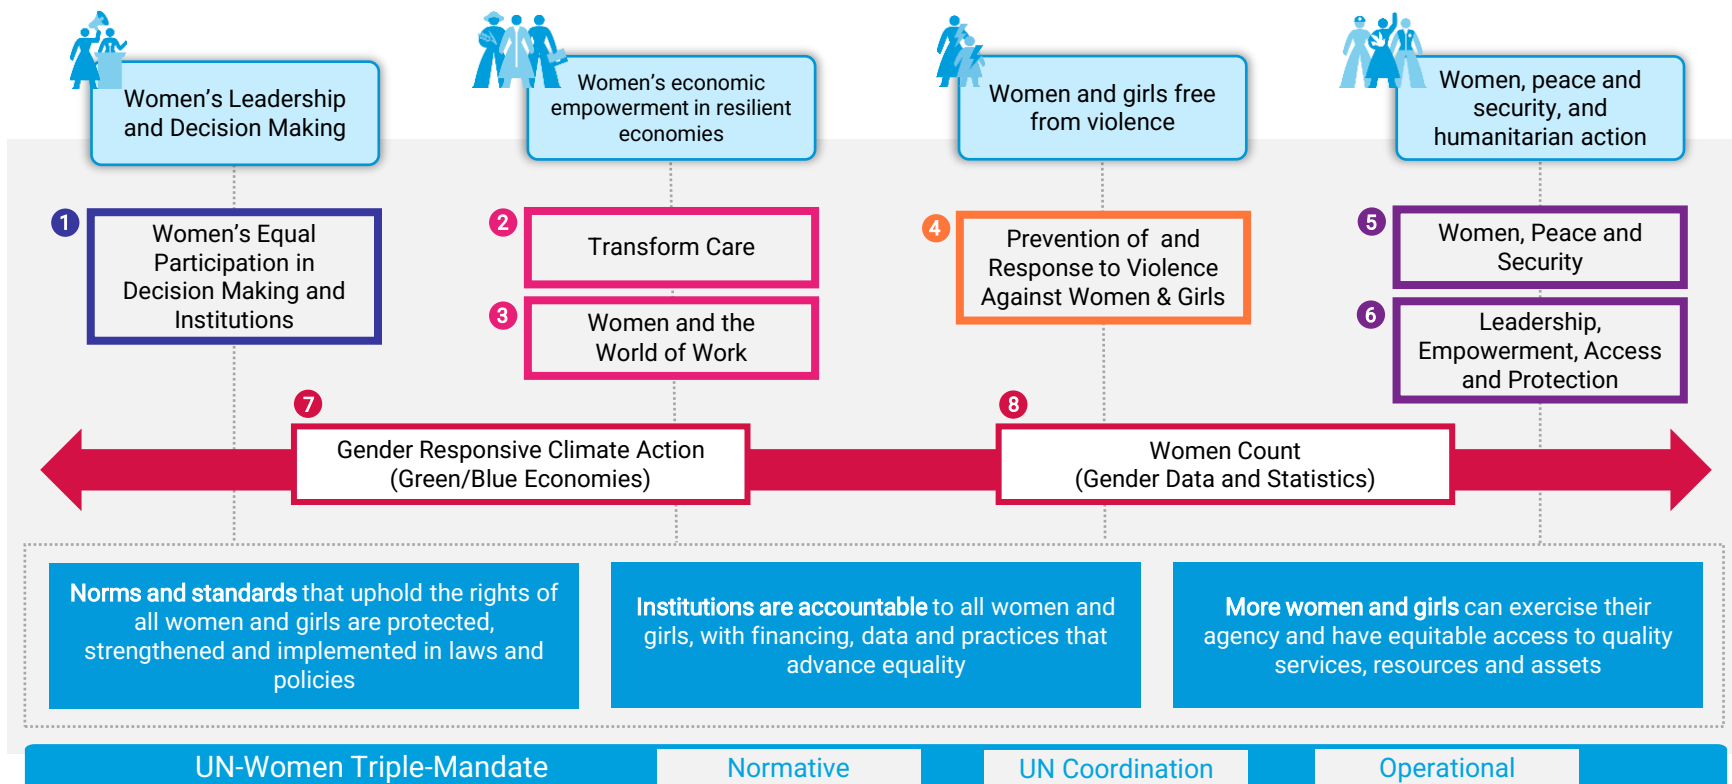 Women’s Leadership
and Decision Making
Women’s economic
empowerment in resilient
economies
Women and girls free
from violence
Women, peace and
security, and
humanitarian action
1
Women’s Equal
Participation in
Decision Making and
Institutions
2
Transform Care
3
Women and the
World of Work
4
Prevention of and
Response to Violence
Against Women & Girls
5
Women, Peace and
Security
6
Leadership,
Empowerment, Access
and Protection
7
Gender Responsive Climate Action
(Green/Blue Economies)
8
Women Count
(Gender Data and Statistics)
Norms and standards that uphold the rights of
all women and girls are protected,
strengthened and implemented in laws and
policies
Institutions are accountable to all women and
girls, with financing, data and practices that
advance equality
More women and girls can exercise their
agency and have equitable access to quality
services, resources and assets
UN-Women Triple-Mandate
Normative
UN Coordination
Operational